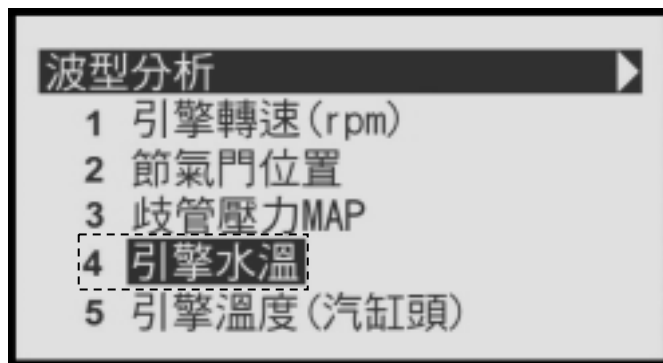 波型分析
1 引擎轉速(rpm)
2 節氣門位置
3 歧管壓力MAP
4 引擎水溫
5 引擎溫度(汽缸頭)